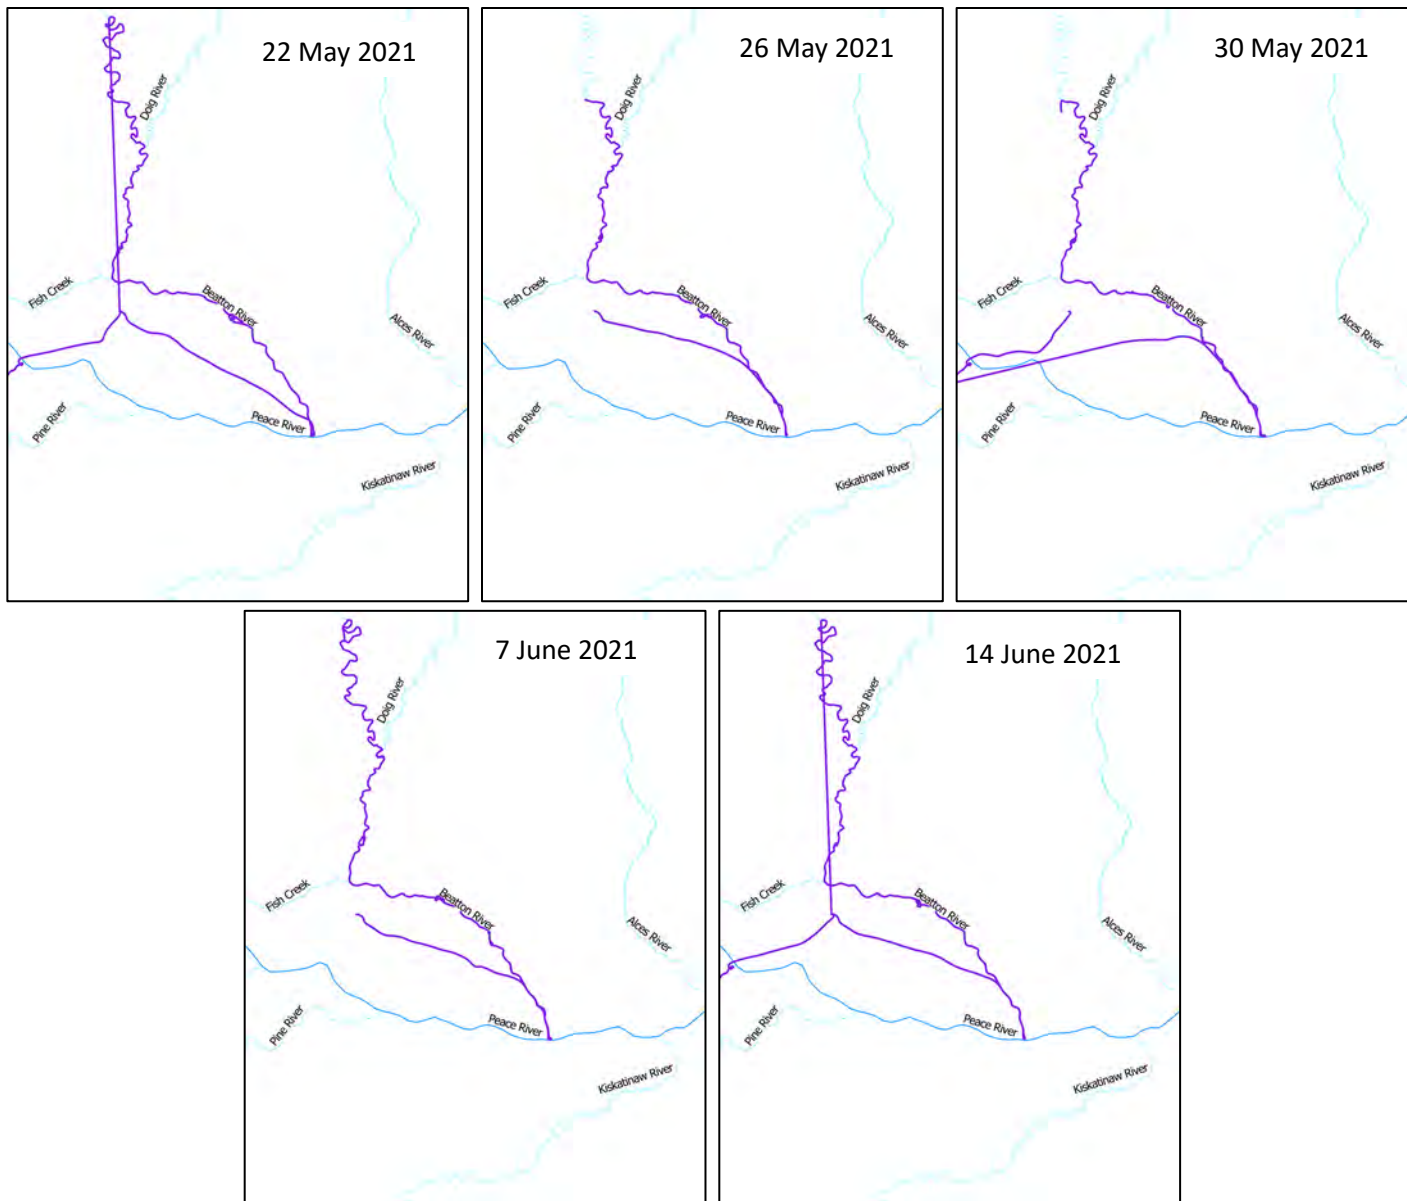 22 May 2021
Doig River
Fish Creek
Beatton River
Alces River
Pine River
Peace River
Kiskatinaw River
26 May 2021
Doig River
Fish Creek
Beatton River
Alces River
Pine River
Peace River
Kiskatinaw River
30 May 2021
Doig River
Fish Creek
Beatton River
Alces River
Pine River
Peace River
Kiskatinaw River
7 June 2021
Doig River
Fish Creek
Beatton River
Alces River
Pine River
Peace River
Kiskatinaw River
14 June 2021
Doig River
Fish Creek
Beatton River
Alces River
Pine River
Peace River
Kiskatinaw River